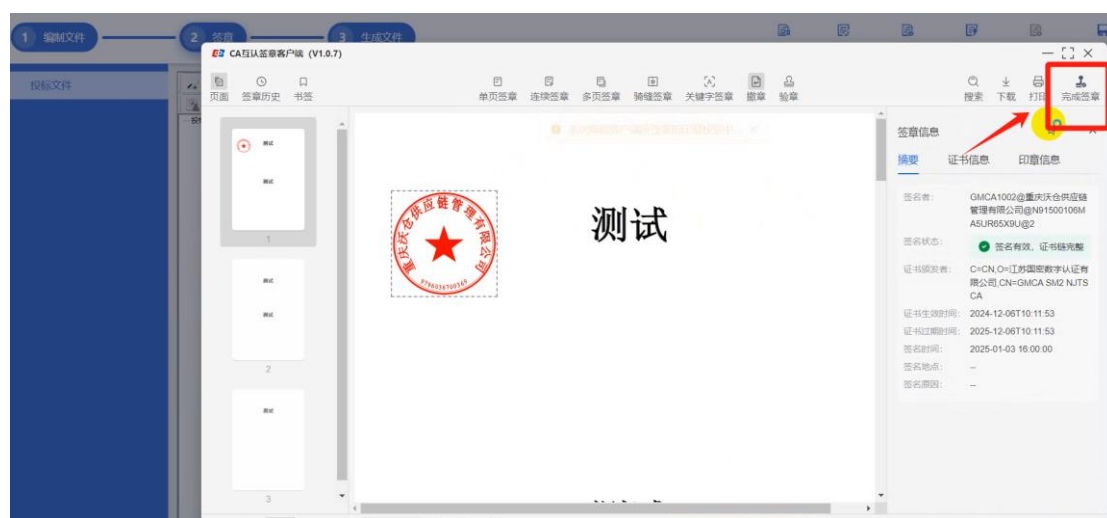 1 编制文件
2 签章
3 生成文件
投标文件
CA互认签章客户端 (V1.0.7)
页面 签章历史 书签 单页签章 连续签章 多页签章 骑缝签章 关键字签章 撤章 验章 搜索 下载 打印 完成签章
测试
测试
1
测试
测试
2
测试
3
重庆沃仓供应链管理有限公司
测试
签章信息
摘要 证书信息 印章信息
签名者: GMCA1002@重庆沃仓供应链
管理有限公司@N91500106M
A5UR65X9U@2
签名状态: 签名有效，证书链完整
证书颁发者: C=CN,O=江苏国密数字认证有
限公司,CN=GMCA SM2 NJTS
CA
证书生效时间: 2024-12-06T10:11:53
证书过期时间: 2025-12-06T10:11:53
签名时间: 2025-01-03 16:00:00
签名地点: --
签名原因: --